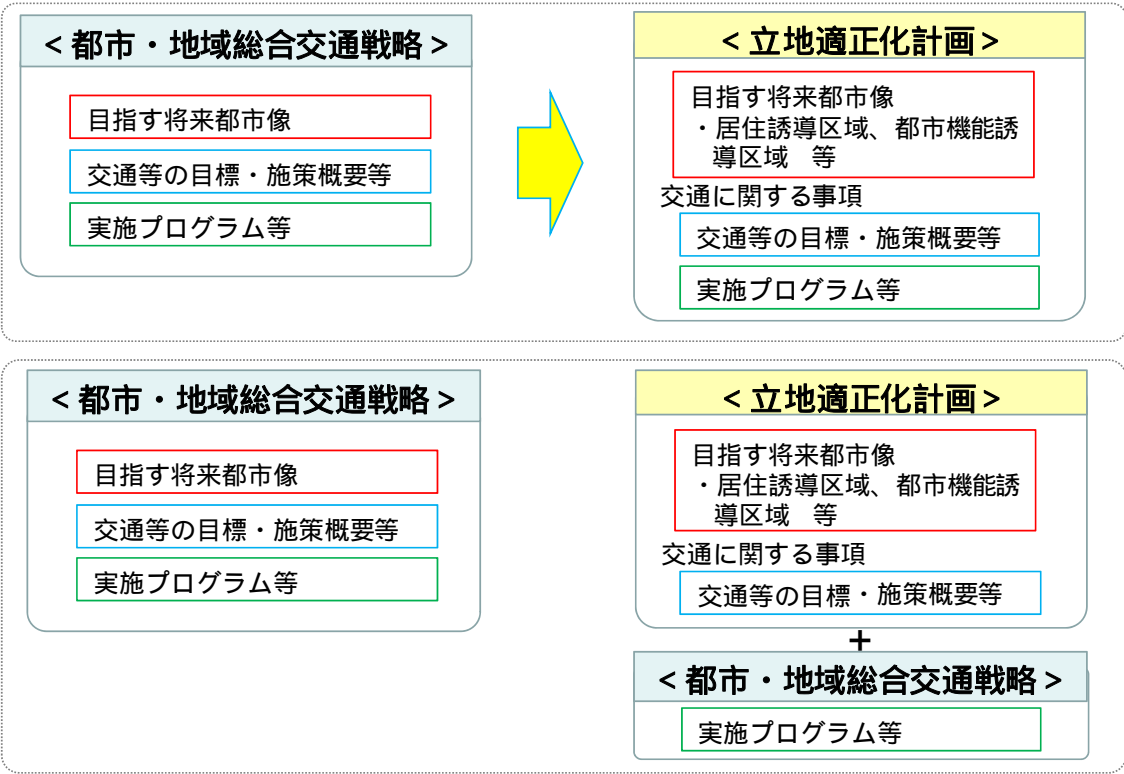 ＜都市・地域総合交通戦略＞
目指す将来都市像
交通等の目標・施策概要等
実施プログラム等
＜立地適正化計画＞
目指す将来都市像
・居住誘導区域、都市機能誘
導区域　等
交通に関する事項
交通等の目標・施策概要等
実施プログラム等
＜都市・地域総合交通戦略＞
目指す将来都市像
交通等の目標・施策概要等
実施プログラム等
＜立地適正化計画＞
目指す将来都市像
・居住誘導区域、都市機能誘
導区域　等
交通に関する事項
交通等の目標・施策概要等
＋
＜都市・地域総合交通戦略＞
実施プログラム等